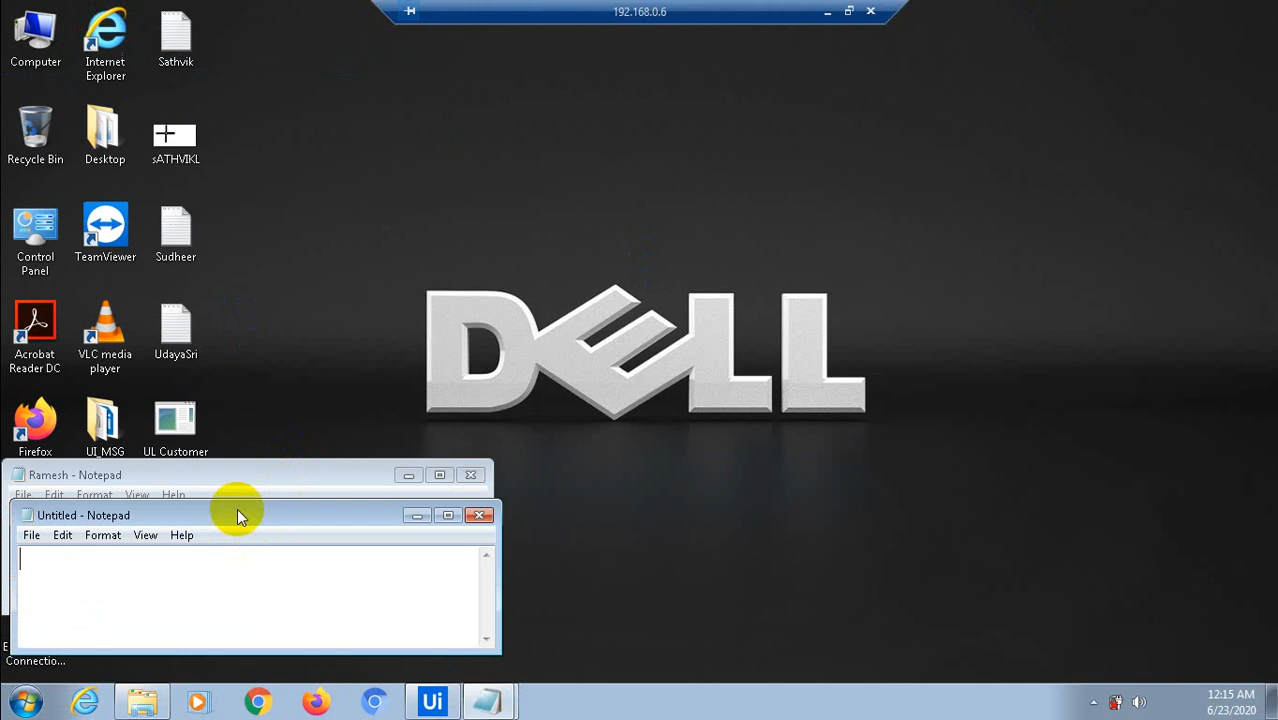 192.168.0.6
Computer
Internet
Explorer
Sathvik
Recycle Bin
Desktop
sATHVIKL
Control
Panel
TeamViewer
Sudheer
Acrobat
Reader DC
VLC media
player
UdayaSri
Firefox
UI_MSG
UL Customer
DELL
Ramesh - Notepad
File Edit Format View Help
Untitled - Notepad
File Edit Format View Help
E
Connectio...
Ui
12:15 AM
6/23/2020